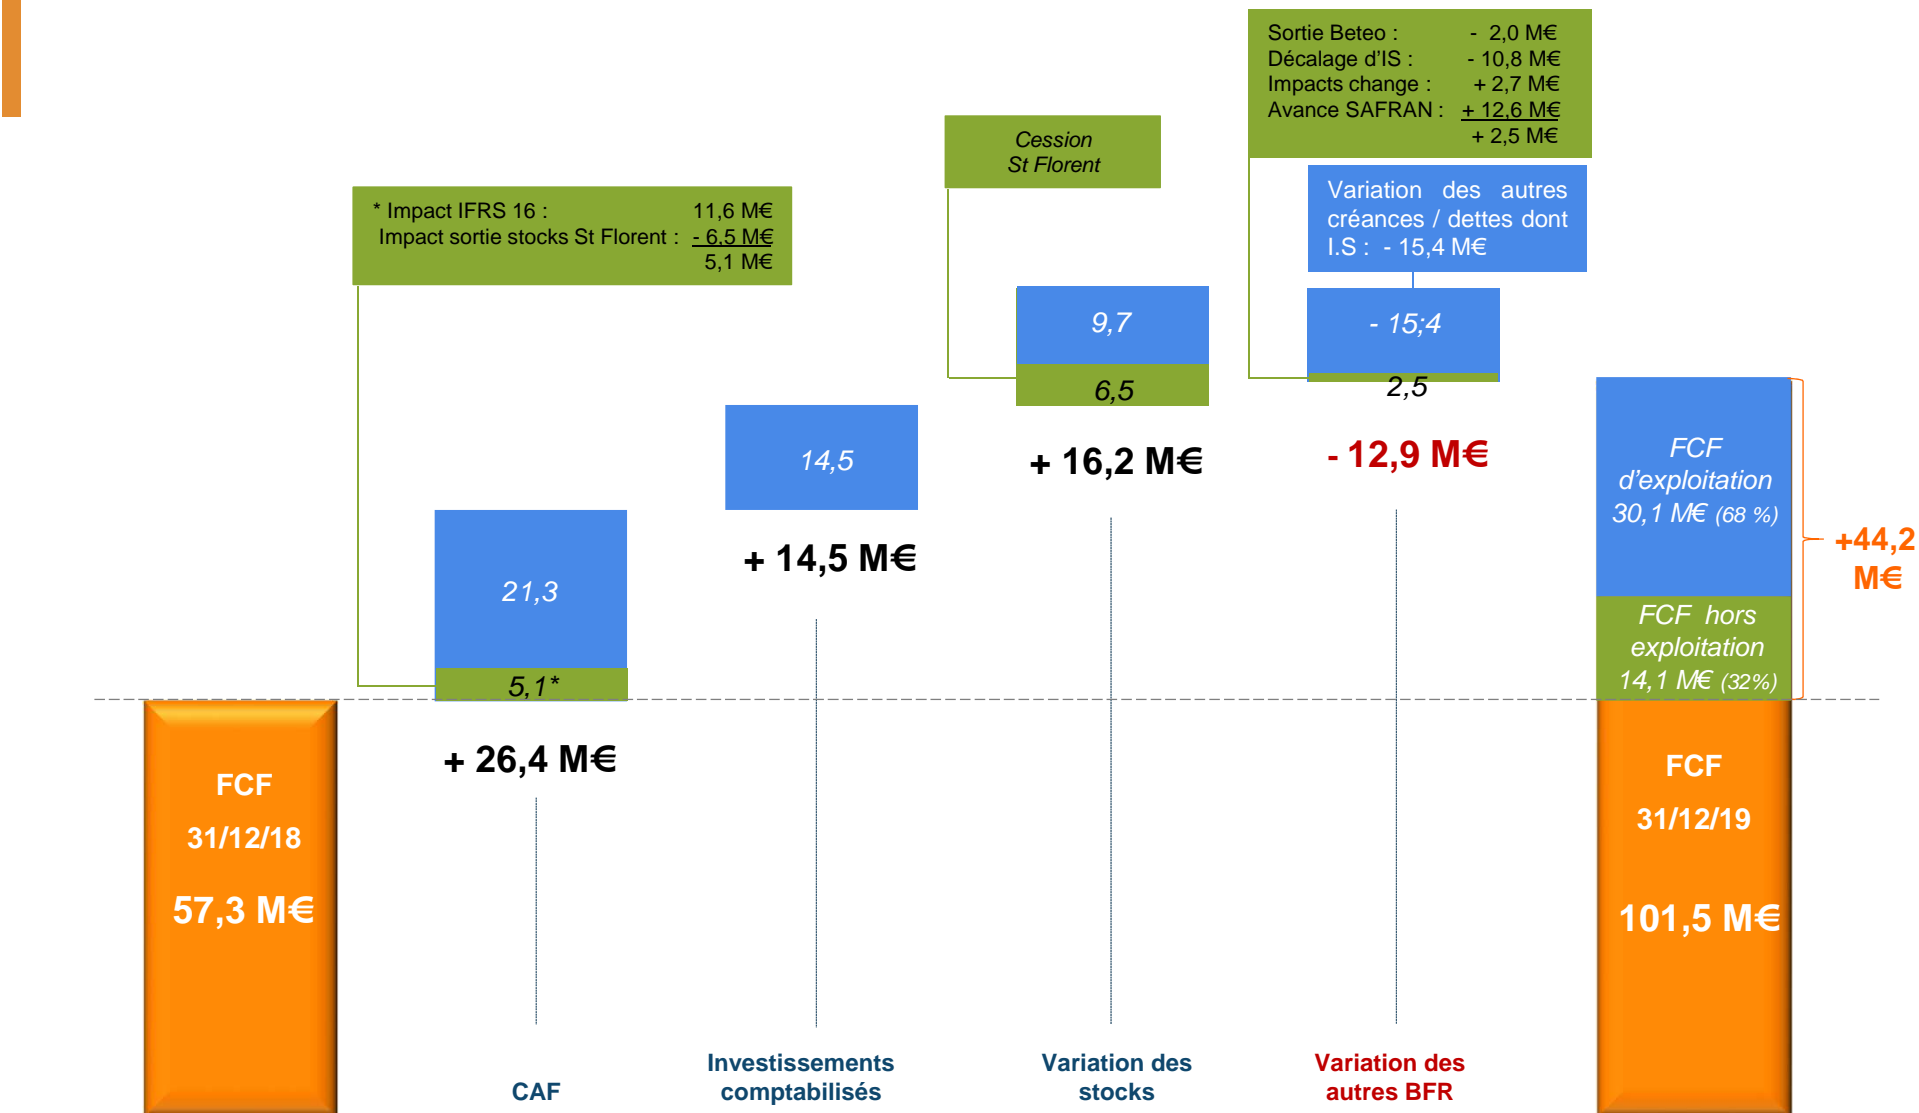 Sortie Beteo : - 2,0 M€
Décalage d'IS : - 10,8 M€
Impacts change : + 2,7 M€
Avance SAFRAN : + 12,6 M€
+ 2,5 M€
Cession
St Florent
Variation des autres
créances / dettes dont
I.S : - 15,4 M€
* Impact IFRS 16 : 11,6 M€
Impact sortie stocks St Florent : - 6,5 M€
5,1 M€
9,7
6,5
+ 16,2 M€
- 15;4
2,5
- 12,9 M€
14,5
+ 14,5 M€
21,3
5,1*
+ 26,4 M€
FCF
d'exploitation
30,1 M€ (68 %)
FCF hors
exploitation
14,1 M€ (32%)
+44,2
M€
FCF
31/12/18
57,3 M€
FCF
31/12/19
101,5 M€
CAF
Investissements
comptabilisés
Variation des
stocks
Variation des
autres BFR